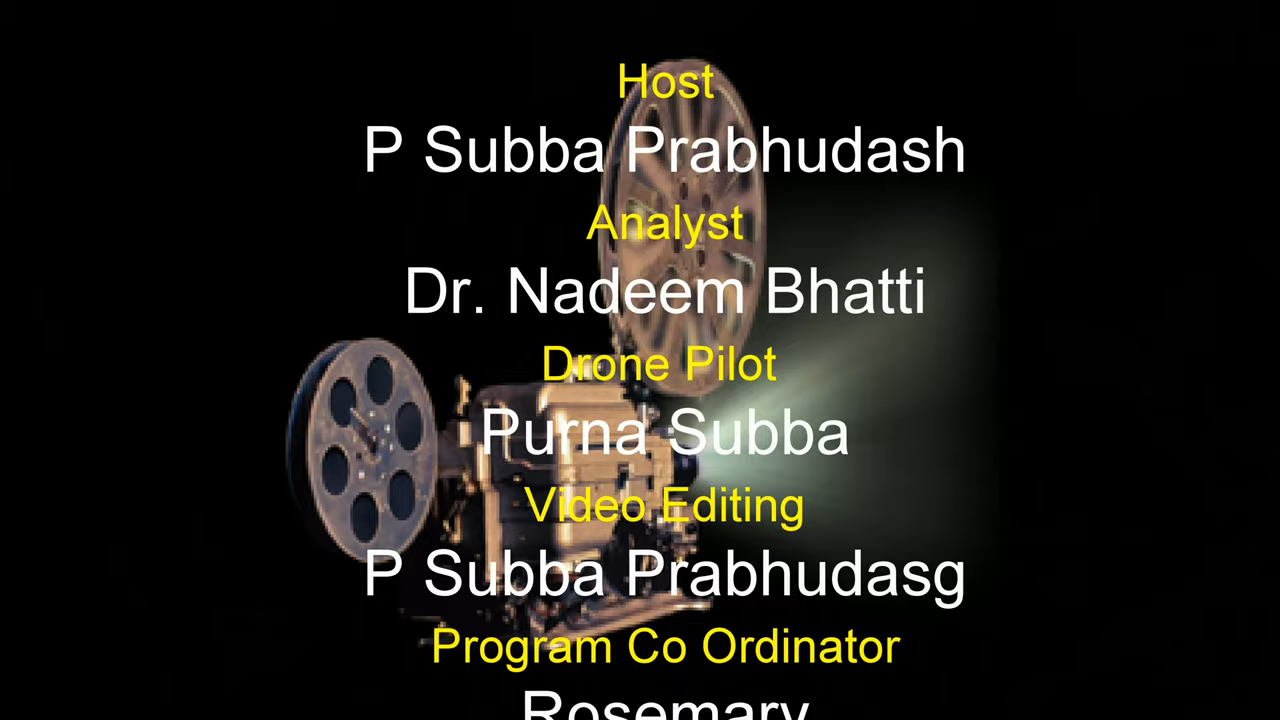 Host
P Subba Prabhudash
Analyst
Dr. Nadeem Bhatti
Drone Pilot
Purna Subba
Video Editing
P Subba Prabhudasg
Program Co Ordinator
Rosemary